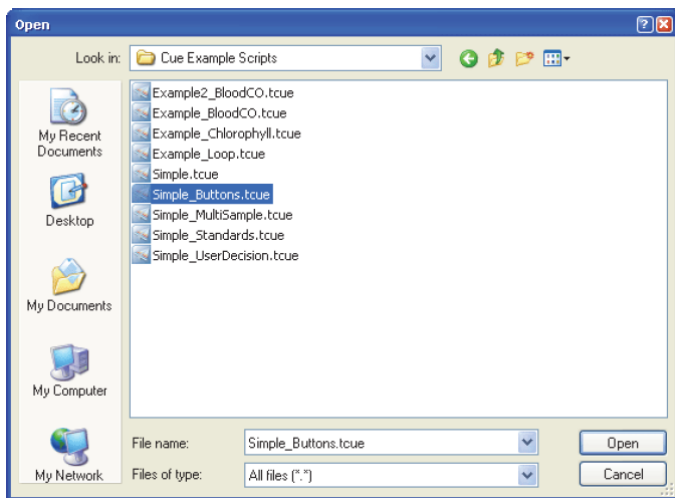 Open
Look in:
Cue Example Scripts
Example2_BloodCO.tcue
Example_BloodCO.tcue
Example_Chlorophyll.tcue
Example_Loop.tcue
Simple.tcue
Simple_Buttons.tcue
Simple_MultiSample.tcue
Simple_Standards.tcue
Simple_UserDecision.tcue
My Recent
Documents
Desktop
My Documents
My Computer
My Network
File name:
Simple_Buttons.tcue
Open
Files of type:
All files (*.*)
Cancel